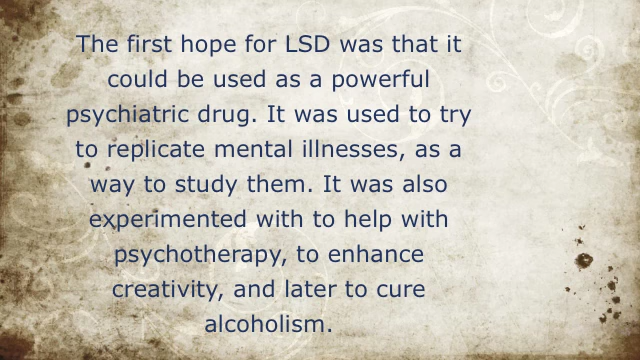 The first hope for LSD was that it
could be used as a powerful
psychiatric drug. It was used to try
to replicate mental illnesses, as a
way to study them. It was also
experimented with to help with
psychotherapy, to enhance
creativity, and later to cure
alcoholism.